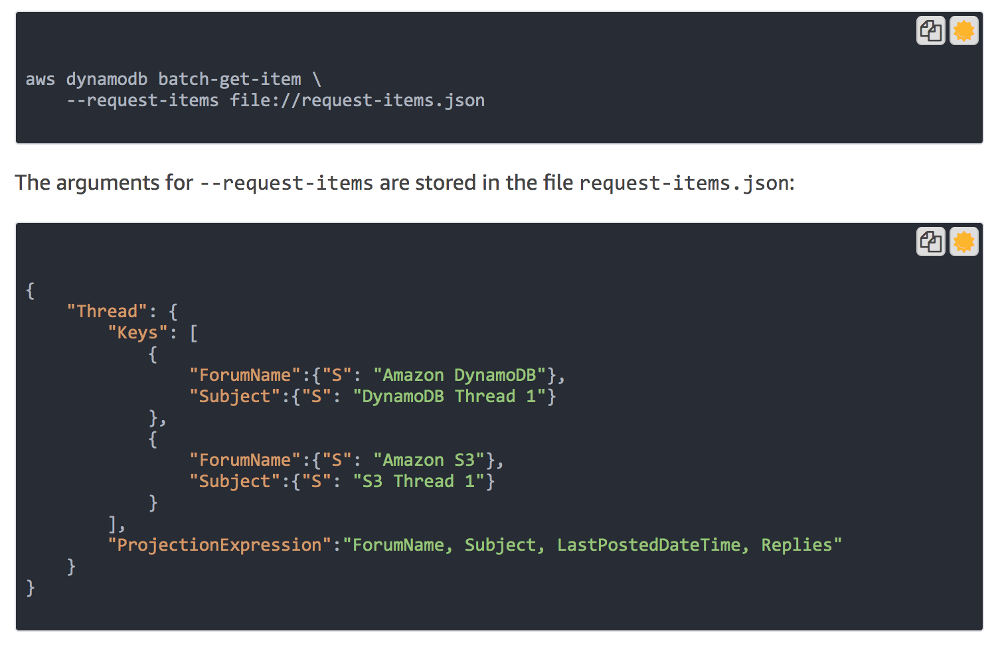 aws dynamodb batch-get-item \
    --request-items file://request-items.json
The arguments for --request-items are stored in the file request-items.json:
{
    "Thread": {
        "Keys": [
            {
                "ForumName":{"S": "Amazon DynamoDB"},
                "Subject":{"S": "DynamoDB Thread 1"}
            },
            {
                "ForumName":{"S": "Amazon S3"},
                "Subject":{"S": "S3 Thread 1"}
            }
        ],
        "ProjectionExpression":"ForumName, Subject, LastPostedDateTime, Replies"
    }
}